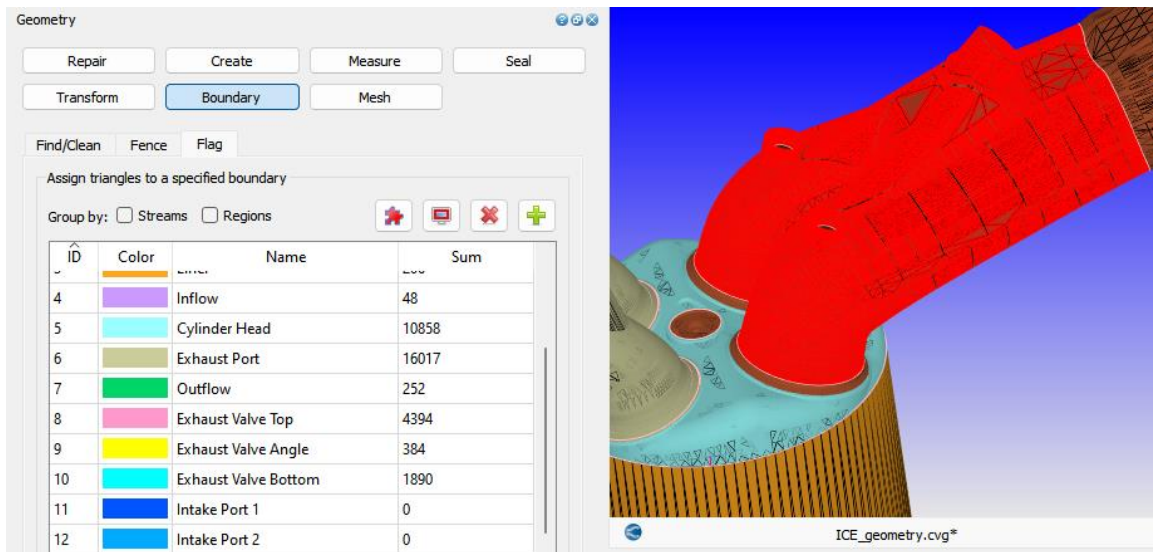 Geometry
Repair Create Measure Seal
Transform Boundary Mesh
Find/Clean Fence Flag
Assign triangles to a specified boundary
Group by: Streams Regions
ID Color Name Sum
4 Inflow 48
5 Cylinder Head 10858
6 Exhaust Port 16017
7 Outflow 252
8 Exhaust Valve Top 4394
9 Exhaust Valve Angle 384
10 Exhaust Valve Bottom 1890
11 Intake Port 1 0
12 Intake Port 2 0
ICE_geometry.cvg*